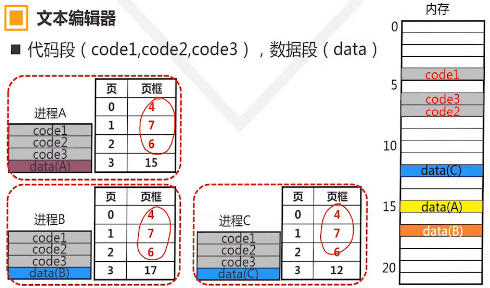 文本编辑器
代码段（code1,code2,code3），数据段（data）
进程A
code1
code2
code3
data(A)
页 页框
0 4
1 7
2 6
3 15
进程B
code1
code2
code3
data(B)
页 页框
0 4
1 7
2 6
3 17
进程C
code1
code2
code3
data(C)
页 页框
0 4
1 7
2 6
3 12
内存
0
code1
5
code3
code2
10
data(C)
15 data(A)
data(B)
20